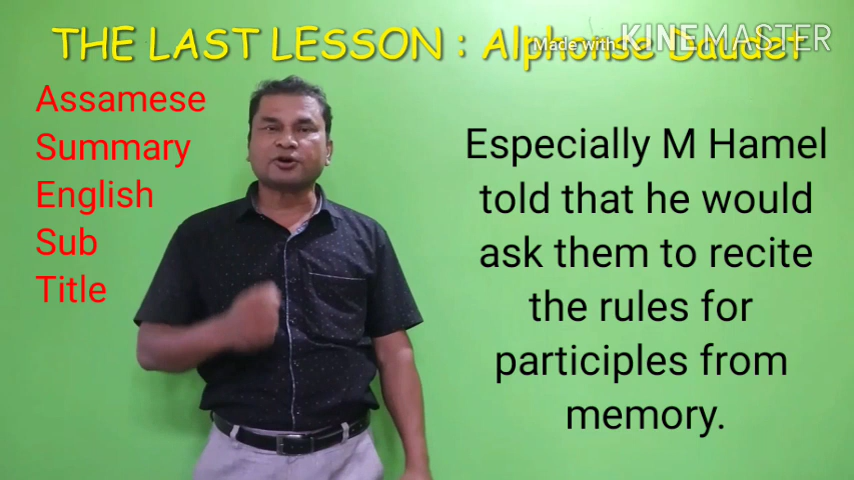 THE LAST LESSON : Alphonse Daudet
Made with KINEMASTER
Assamese
Summary
English
Sub
Title
Especially M Hamel
told that he would
ask them to recite
the rules for
participles from
memory.